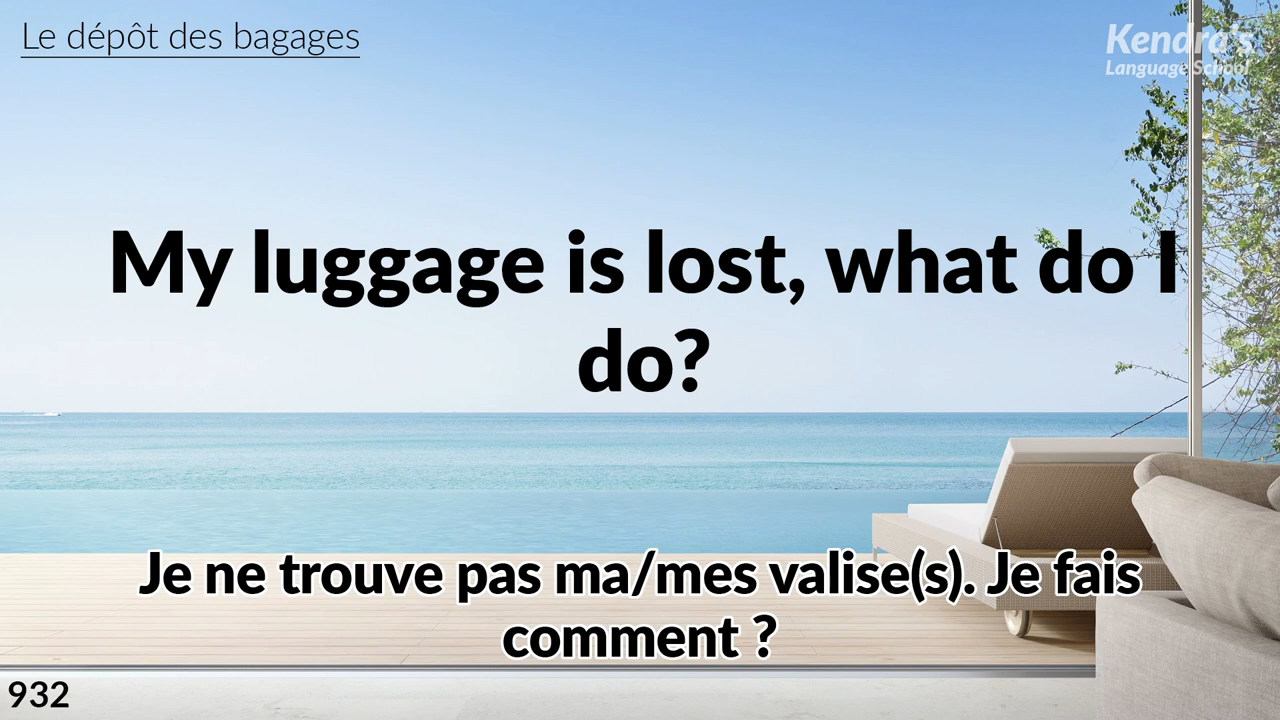 Le dépôt des bagages
Kendra's
Language School
My luggage is lost, what do I
do?
Je ne trouve pas ma/mes valise(s). Je fais
comment ?
932